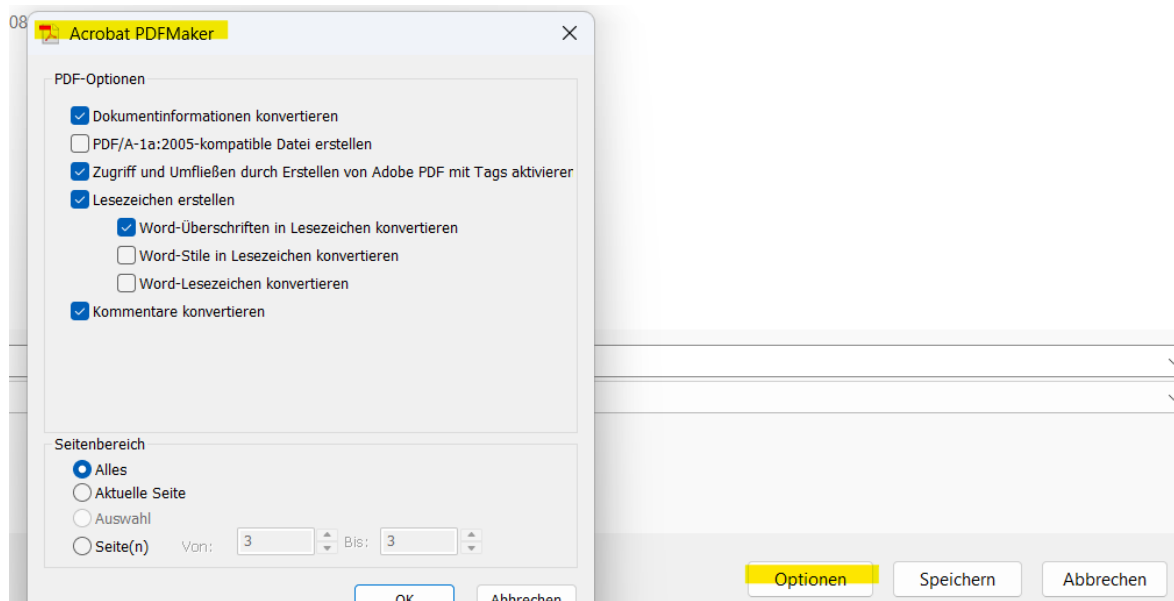 08
Acrobat PDFMaker
PDF-Optionen
Dokumentinformationen konvertieren
PDF/A-1a:2005-kompatible Datei erstellen
Zugriff und Umfließen durch Erstellen von Adobe PDF mit Tags aktivieren
Lesezeichen erstellen
Word-Überschriften in Lesezeichen konvertieren
Word-Stile in Lesezeichen konvertieren
Word-Lesezeichen konvertieren
Kommentare konvertieren
Seitenbereich
Alles
Aktuelle Seite
Auswahl
Seite(n) Von: 3 Bis: 3
OK Abbrechen
Optionen Speichern Abbrechen